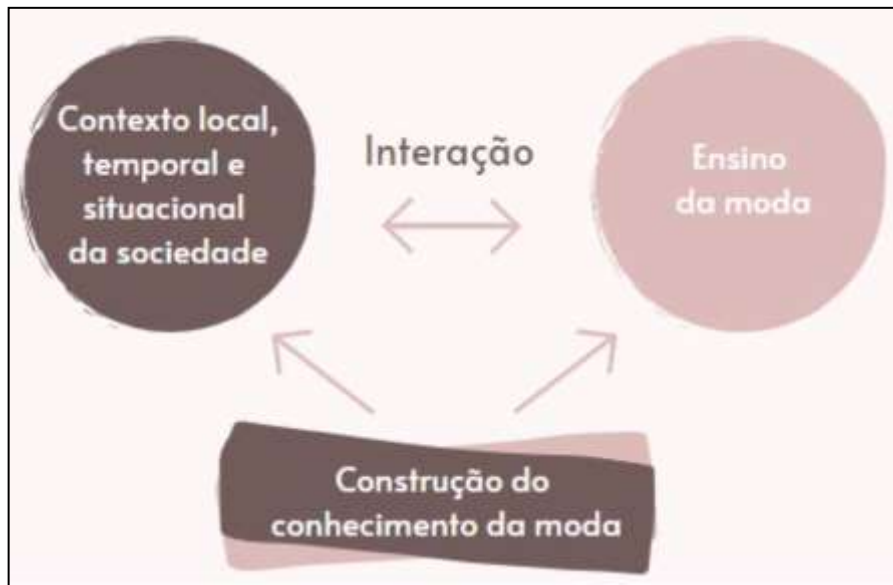 Contexto local,
temporal e
situacional
da sociedade
Interação
Ensino
da moda
Construção do
conhecimento da moda